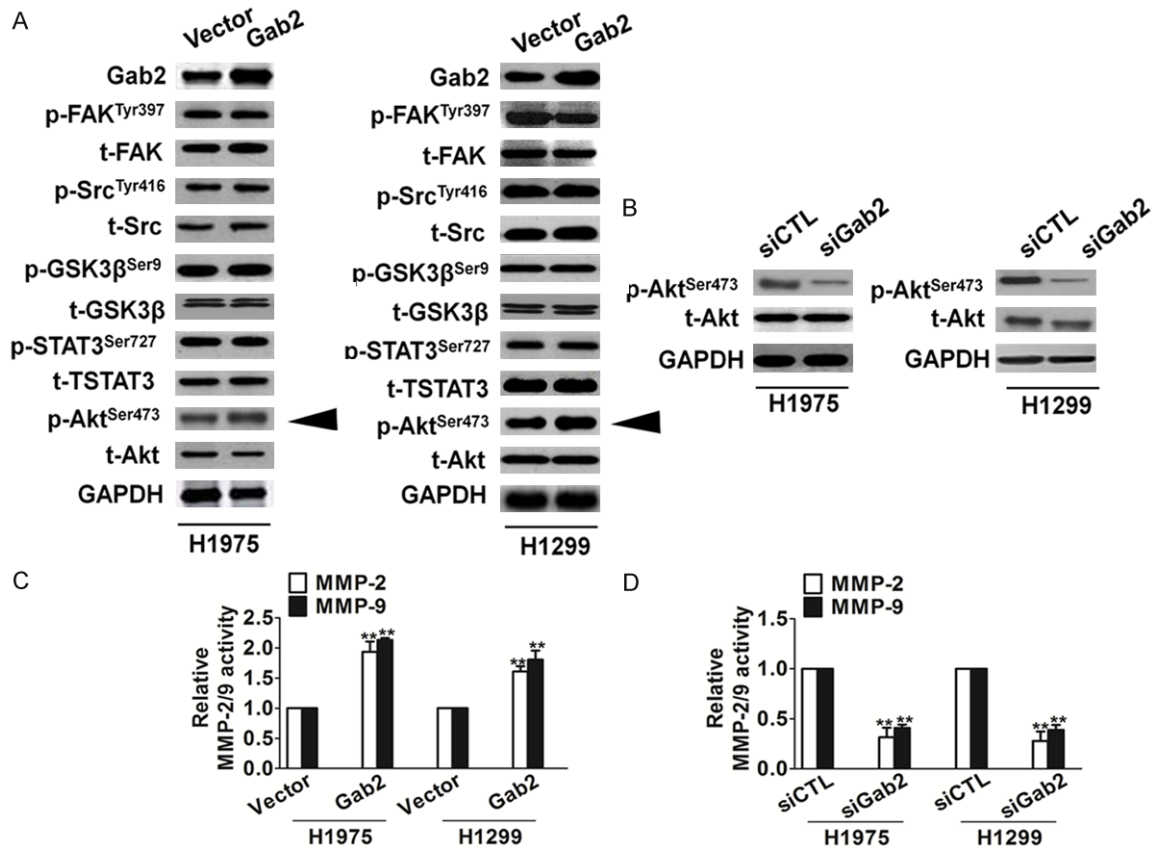 A
Vector Gab2
Gab2
p-FAKTyr397
t-FAK
p-SrcTyr416
t-Src
p-GSK3βSer9
t-GSK3β
p-STAT3Ser727
t-TSTAT3
p-AktSer473
t-Akt
GAPDH
H1975
Vector Gab2
Gab2
p-FAKTyr397
t-FAK
p-SrcTyr416
t-Src
p-GSK3βSer9
t-GSK3β
p-STAT3Ser727
t-TSTAT3
p-AktSer473
t-Akt
GAPDH
H1299
B
siCTL siGab2
p-AktSer473
t-Akt
GAPDH
H1975
siCTL siGab2
p-AktSer473
t-Akt
GAPDH
H1299
C
MMP-2
MMP-9
Relative
MMP-2/9 activity
2.5
2.0
1.5
1.0
0.5
0.0
** **
** **
Vector Gab2 Vector Gab2
H1975 H1299
D
MMP-2
MMP-9
Relative
MMP-2/9 activity
1.5
1.0
0.5
0.0
** **
** **
siCTL siGab2 siCTL siGab2
H1975 H1299